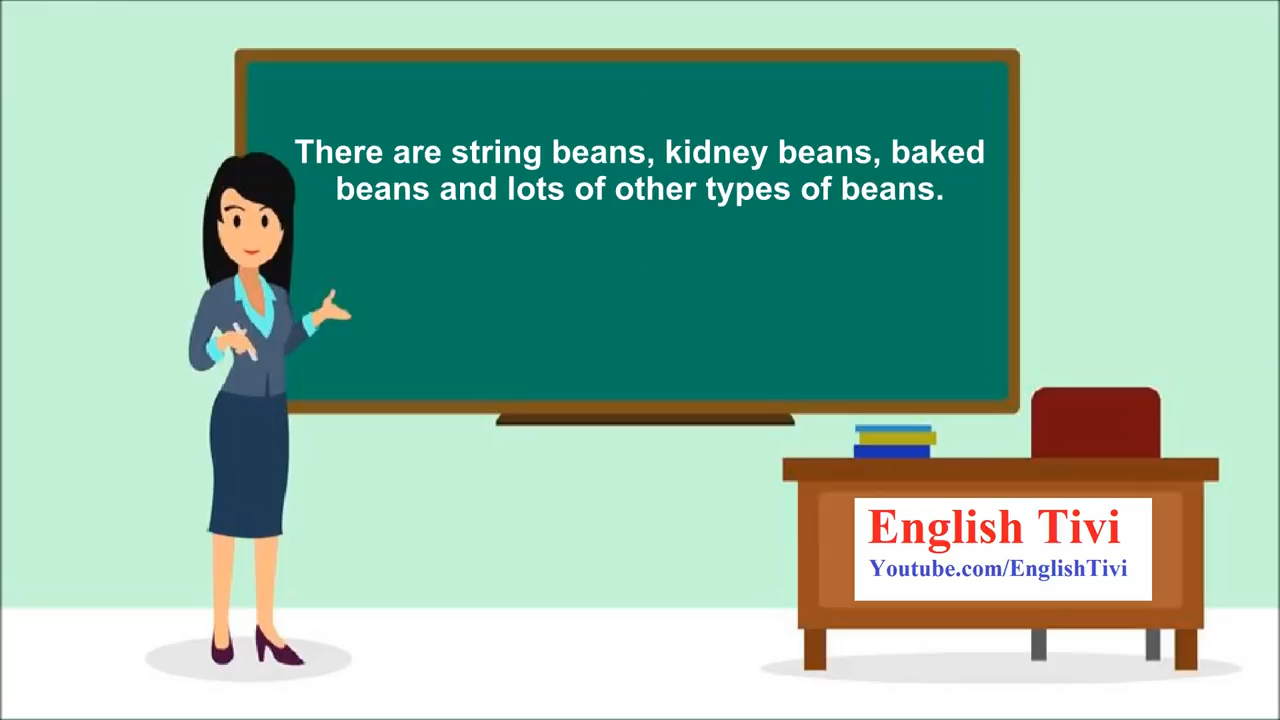 There are string beans, kidney beans, baked
beans and lots of other types of beans.
English Tivi
Youtube.com/EnglishTivi